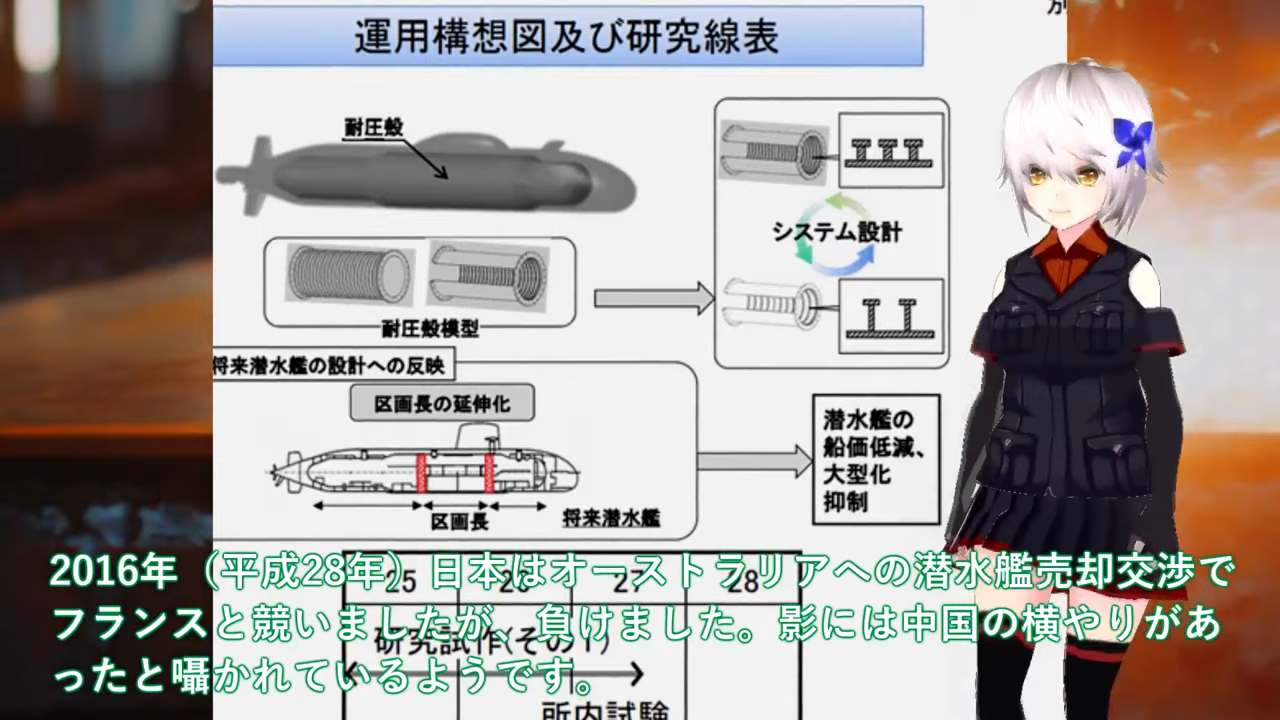 運用構想図及び研究線表
耐圧殻
システム設計
耐圧殻模型
将来潜水艦の設計への反映
区画長の延伸化
潜水艦の
船価低減、
大型化
抑制
区画長
将来潜水艦
2016年（平成28年）日本はオーストラリアへの潜水艦売却交渉で
フランスと競いましたが、負けました。影には中国の横やりがあ
ったと囁かれているようです。
25 26 27 28
研究試作(その1)
所内試験